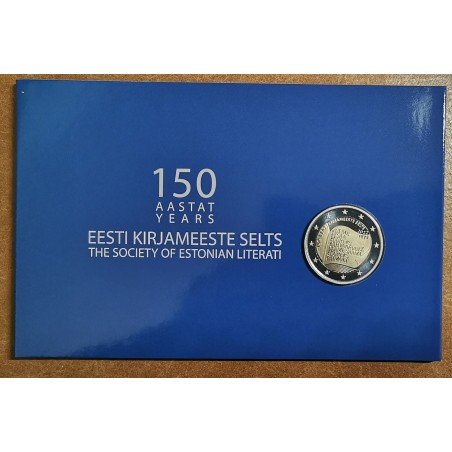 150
AASTAT
YEARS
EESTI KIRJAMEESTE SELTS
THE SOCIETY OF ESTONIAN LITERATI